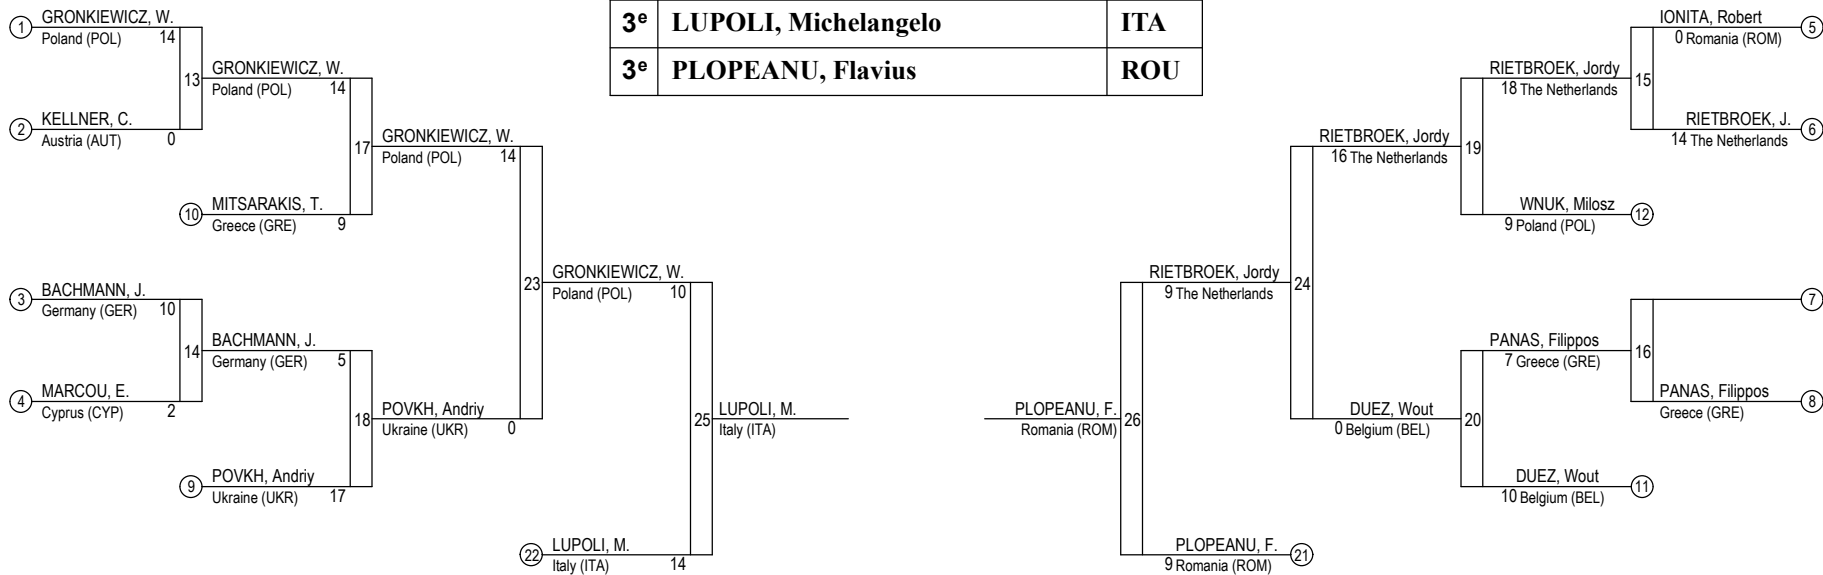 3e LUPOLI, Michelangelo ITA
3e PLOPEANU, Flavius ROU
1 GRONKIEWICZ, W.
Poland (POL) 14
13
2 KELLNER, C.
Austria (AUT) 0
GRONKIEWICZ, W.
Poland (POL) 14
17
10 MITSARAKIS, T.
Greece (GRE) 9
GRONKIEWICZ, W.
Poland (POL) 14
23
3 BACHMANN, J.
Germany (GER) 10
14
4 MARCOU, E.
Cyprus (CYP) 2
BACHMANN, J.
Germany (GER) 5
18
9 POVKH, Andriy
Ukraine (UKR) 17
POVKH, Andriy
Ukraine (UKR) 0
GRONKIEWICZ, W.
Poland (POL) 10
25
22 LUPOLI, M.
Italy (ITA) 14
LUPOLI, M.
Italy (ITA)
IONITA, Robert 5
0 Romania (ROM)
15
RIETBROEK, J. 6
14 The Netherlands
RIETBROEK, Jordy
18 The Netherlands
19
WNUK, Milosz 12
9 Poland (POL)
RIETBROEK, Jordy
16 The Netherlands
24
7
16
PANAS, Filippos 8
Greece (GRE)
PANAS, Filippos
7 Greece (GRE)
20
DUEZ, Wout 11
10 Belgium (BEL)
DUEZ, Wout
0 Belgium (BEL)
RIETBROEK, Jordy
9 The Netherlands
26
PLOPEANU, F. 21
9 Romania (ROM)
PLOPEANU, F.
Romania (ROM)